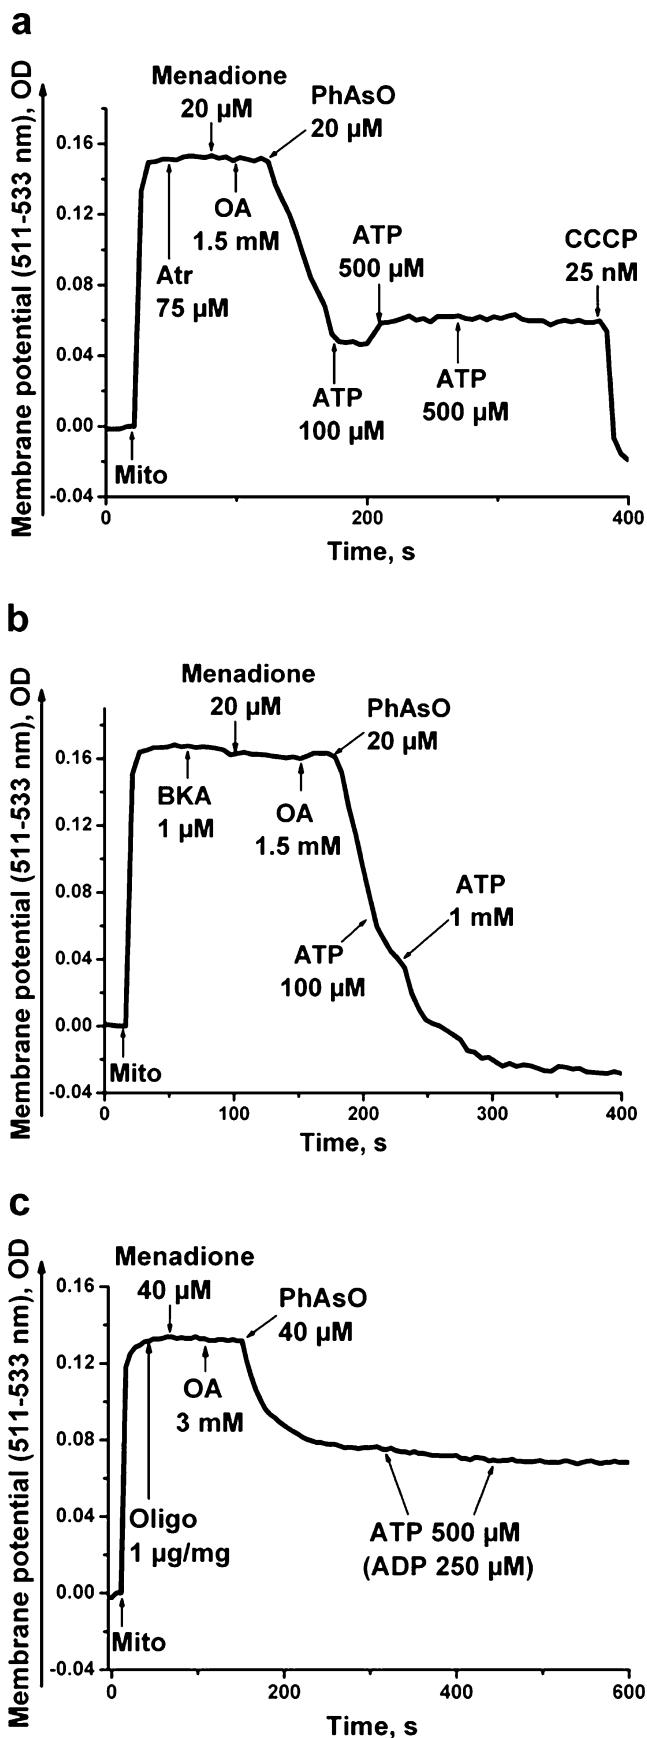 a
Membrane potential (511-533 nm), OD
Menadione
20 µM
PhAsO
20 µM
0.16
0.12
0.08
0.04
0.00
-0.04
OA
1.5 mM
Atr
75 µM
ATP
500 µM
CCCP
25 nM
ATP
100 µM
ATP
500 µM
Mito
0
200
400
Time, s
b
Membrane potential (511-533 nm), OD
Menadione
20 µM
PhAsO
20 µM
0.16
0.12
0.08
0.04
0.00
-0.04
BKA
1 µM
OA
1.5 mM
ATP
1 mM
ATP
100 µM
Mito
0
100
200
300
400
Time, s
c
Membrane potential (511-533 nm), OD
Menadione
40 µM
PhAsO
40 µM
0.16
0.12
0.08
0.04
0.00
-0.04
OA
3 mM
Oligo
1 µg/mg
ATP 500 µM
(ADP 250 µM)
Mito
0
200
400
600
Time, s